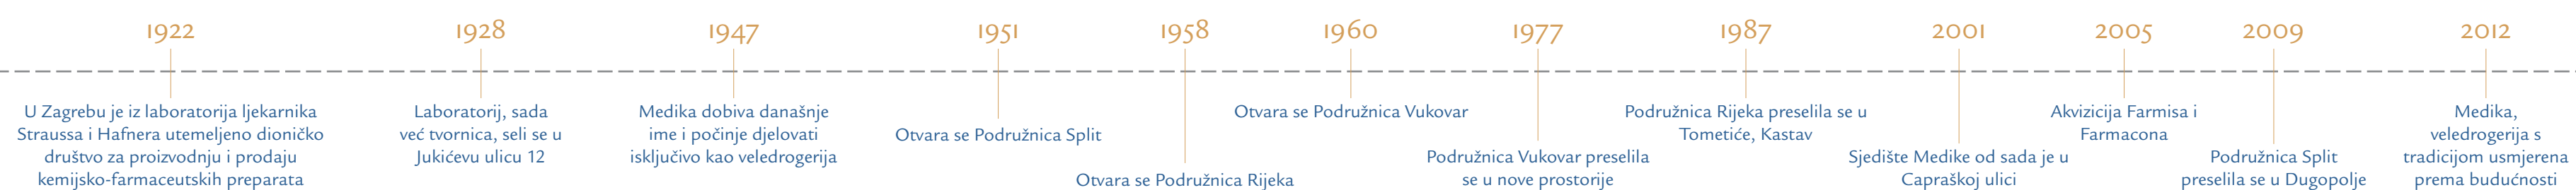 1922
U Zagrebu je iz laboratorija ljekarnika
Straussa i Hafnera utemeljeno dioničko
društvo za proizvodnju i prodaju
kemijsko-farmaceutskih preparata
1928
Laboratorij, sada
već tvornica, seli se u
Jukićevu ulicu 12
1947
Medika dobiva današnje
ime i počinje djelovati
isključivo kao veledrogerija
1951
Otvara se Podružnica Split
1958
Otvara se Podružnica Rijeka
1960
Otvara se Podružnica Vukovar
1977
Podružnica Vukovar preselila
se u nove prostorije
1987
Podružnica Rijeka preselila se u
Tometiće, Kastav
2001
Sjedište Medike od sada je u
Capraškoj ulici
2005
Akvizicija Farmisa i
Farmacona
2009
Podružnica Split
preselila se u Dugopolje
2012
Medika,
veledrogerija s
tradicijom usmjerena
prema budućnosti